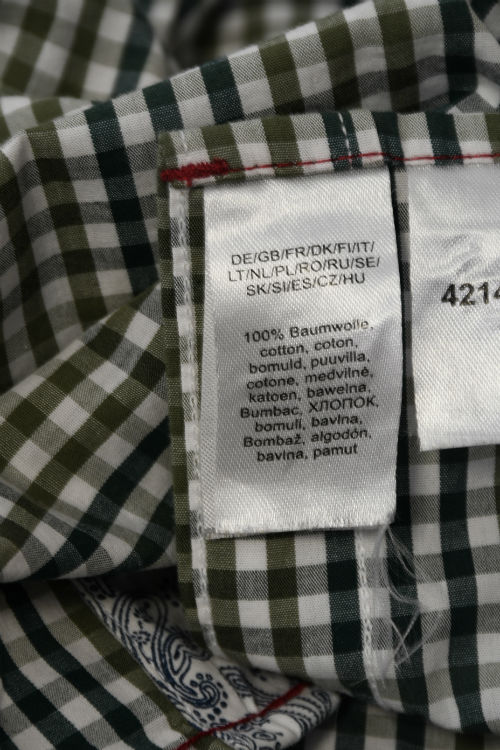 DE/GB/FR/DK/FI/IT/
LT/NL/PL/RO/RU/SE/
SK/SI/ES/CZ/HU
100% Baumwolle,
cotton, coton,
bomuld, puuvilla,
cotone, medvilnė,
katoen, bawełna,
Bumbac, ХЛОПОК,
bomull, bavlna,
Bombaž, algodón,
bavlna, pamut
4214